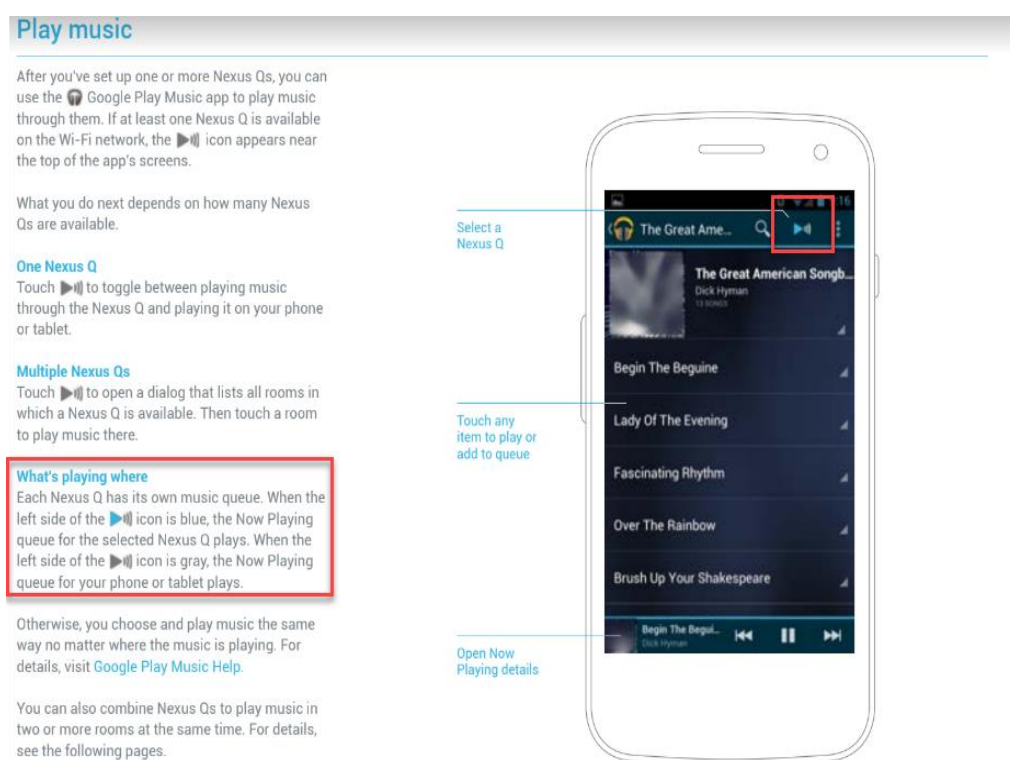 Play music
After you've set up one or more Nexus Qs, you can
use the Google Play Music app to play music
through them. If at least one Nexus Q is available
on the Wi-Fi network, the icon appears near
the top of the app's screens.
What you do next depends on how many Nexus
Qs are available.
One Nexus Q
Touch to toggle between playing music
through the Nexus Q and playing it on your phone
or tablet.
Multiple Nexus Qs
Touch to open a dialog that lists all rooms in
which a Nexus Q is available. Then touch a room
to play music there.
What's playing where
Each Nexus Q has its own music queue. When the
left side of the icon is blue, the Now Playing
queue for the selected Nexus Q plays. When the
left side of the icon is gray, the Now Playing
queue for your phone or tablet plays.
Otherwise, you choose and play music the same
way no matter where the music is playing. For
details, visit Google Play Music Help.
You can also combine Nexus Qs to play music in
two or more rooms at the same time. For details,
see the following pages.
Select a
Nexus Q
Touch any
item to play or
add to queue
Open Now
Playing details
:16
The Great Ame...
The Great American Songb...
Dick Hyman
13 SONGS
Begin The Beguine
Lady Of The Evening
Fascinating Rhythm
Over The Rainbow
Brush Up Your Shakespeare
Begin The Begui...
Dick Hyman